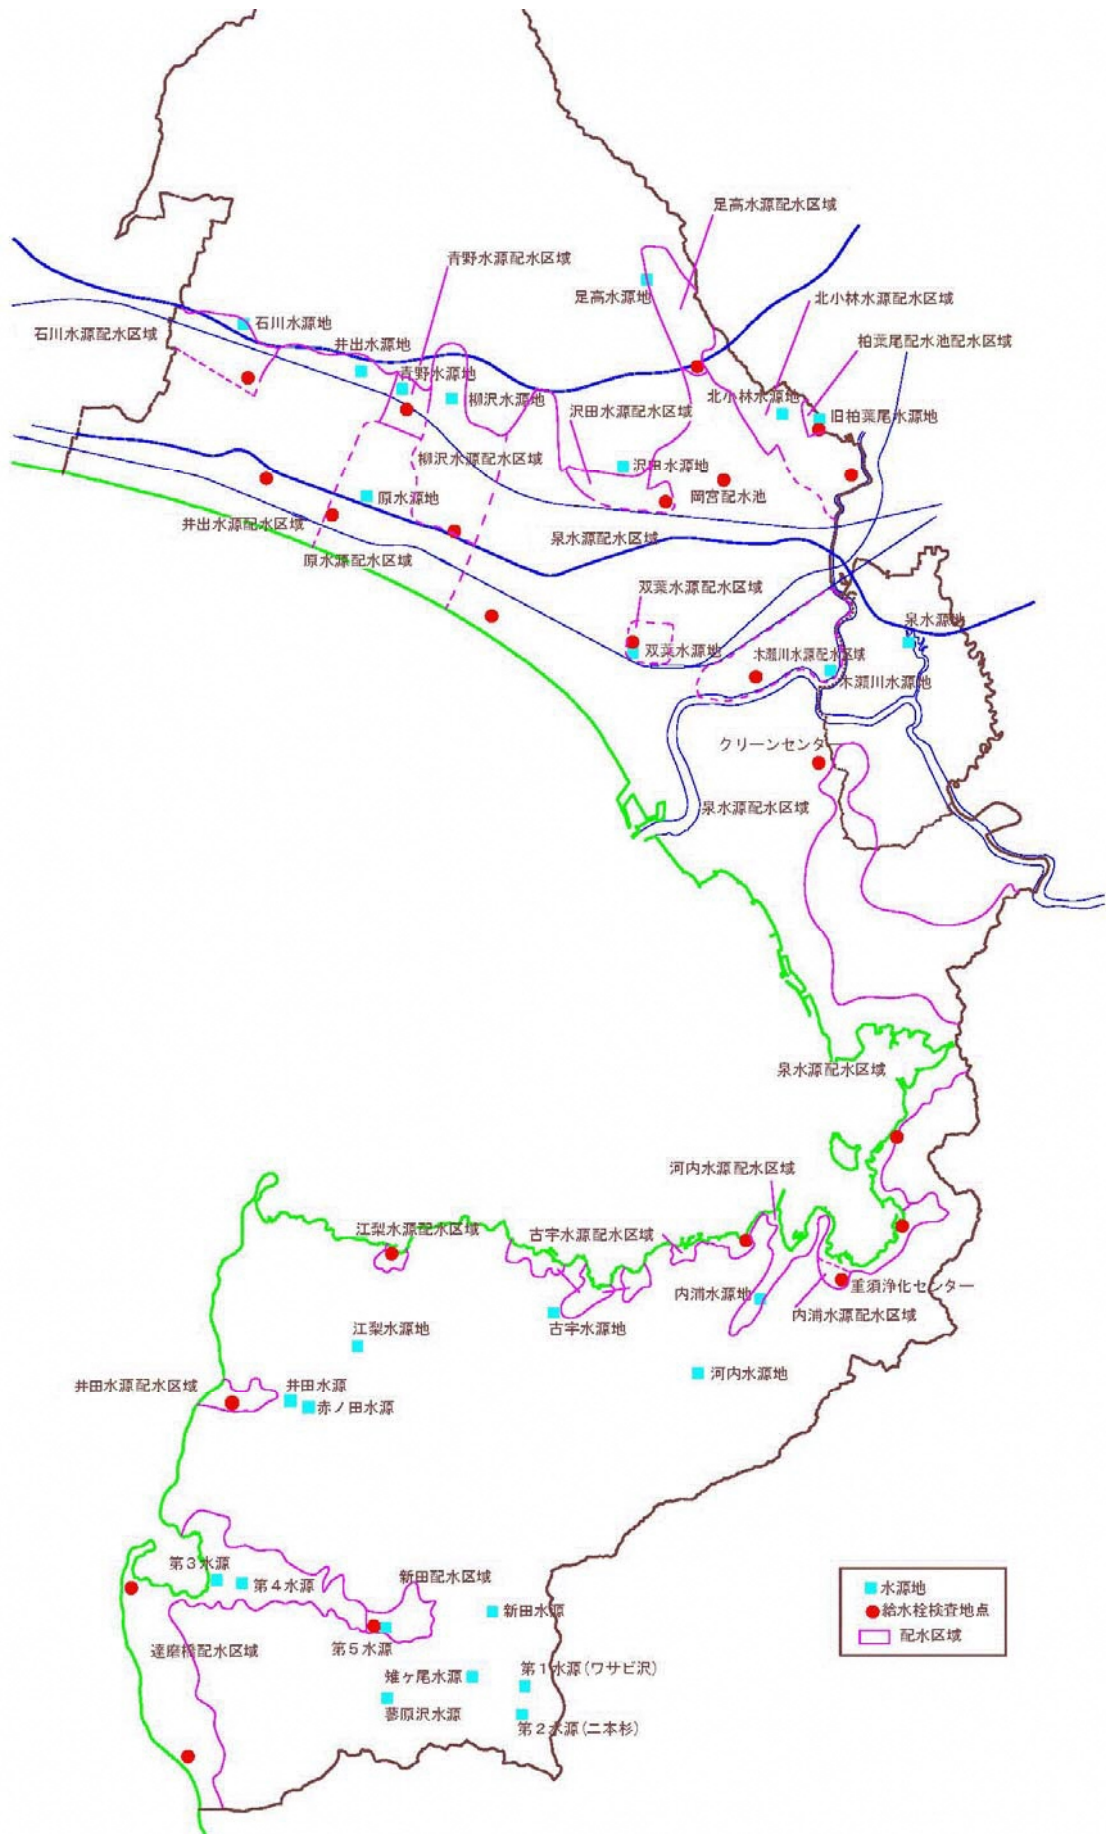 足高水源配水区域
青野水源配水区域
足高水源地
北小林水源配水区域
石川水源地
石川水源配水区域
井出水源地
柏葉尾配水池配水区域
青野水源地
柳沢水源地
沢田水源配水区域
北小林水源地
旧柏葉尾水源地
柳沢水源配水区域
沢田水源地
原水源地
岡宮配水池
井出水源配水区域
泉水源配水区域
原水源配水区域
双葉水源配水区域
泉水源地
双葉水源地
木瀬川水源配水区域
木瀬川水源地
クリーンセンター
泉水源配水区域
泉水源配水区域
河内水源配水区域
江梨水源配水区域
古宇水源配水区域
重須浄化センター
内浦水源地
内浦水源配水区域
古宇水源地
江梨水源地
河内水源地
井田水源配水区域
井田水源
赤ノ田水源
第3水源
第4水源
新田配水区域
新田水源
第5水源
達磨橋配水区域
雉ヶ尾水源
第1水源(ワサビ沢)
蓼原沢水源
第2水源(二本杉)
水源地
給水栓検査地点
配水区域